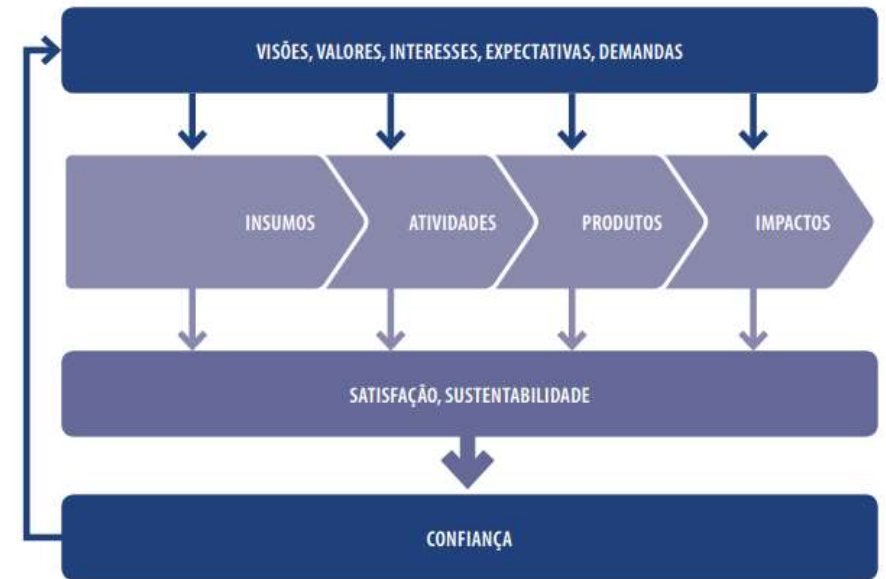 VISÕES, VALORES, INTERESSES, EXPECTATIVAS, DEMANDAS
INSUMOS
ATIVIDADES
PRODUTOS
IMPACTOS
SATISFAÇÃO, SUSTENTABILIDADE
CONFIANÇA